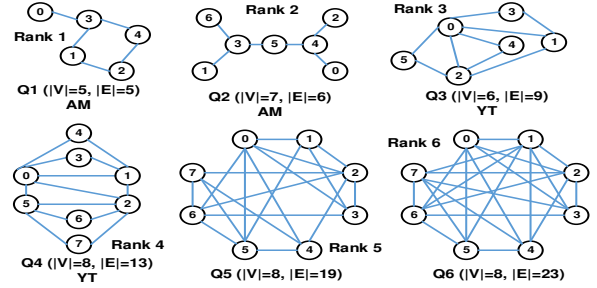 0 3 Rank 1 4 1 2
Q1 (|V|=5, |E|=5)
AM
6 Rank 2 2 3 5 4 1 0
Q2 (|V|=7, |E|=6)
AM
Rank 3 3 0 4 1 5 2
Q3 (|V|=6, |E|=9)
YT
4 3 0 1 5 2 6 7 Rank 4
Q4 (|V|=8, |E|=13)
YT
0 1 7 2 6 3 5 4 Rank 5
Q5 (|V|=8, |E|=19)
Rank 6 0 1 7 2 6 3 5 4
Q6 (|V|=8, |E|=23)